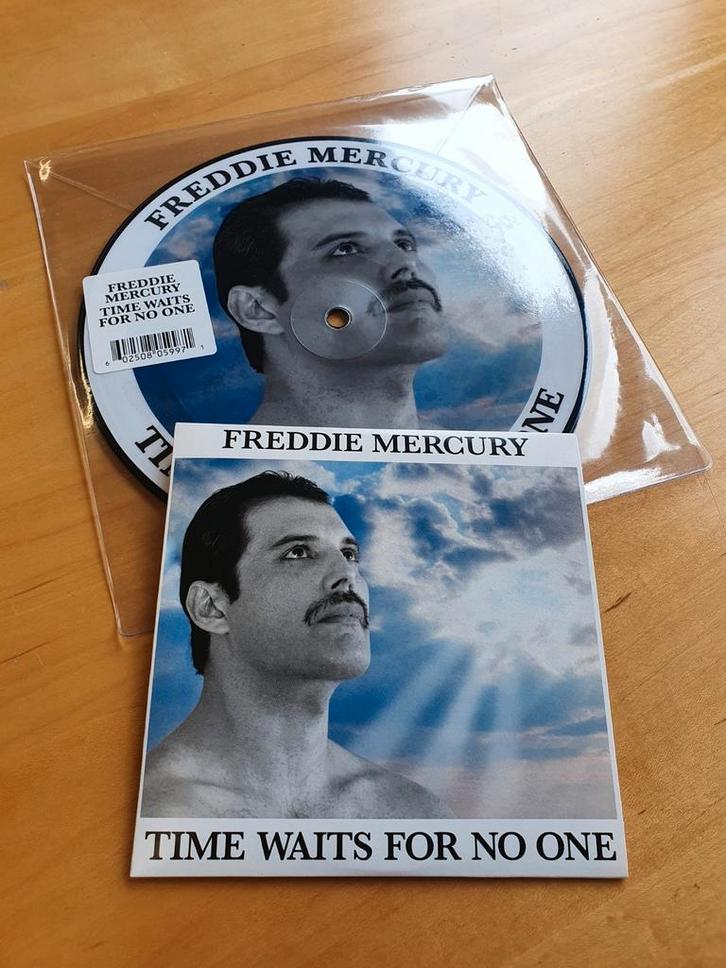 FREDDIE MERCURY
FREDDIE
MERCURY
TIME WAITS
FOR NO ONE
6 02508 05997 1
NE
FREDDIE MERCURY
TIME WAITS FOR NO ONE